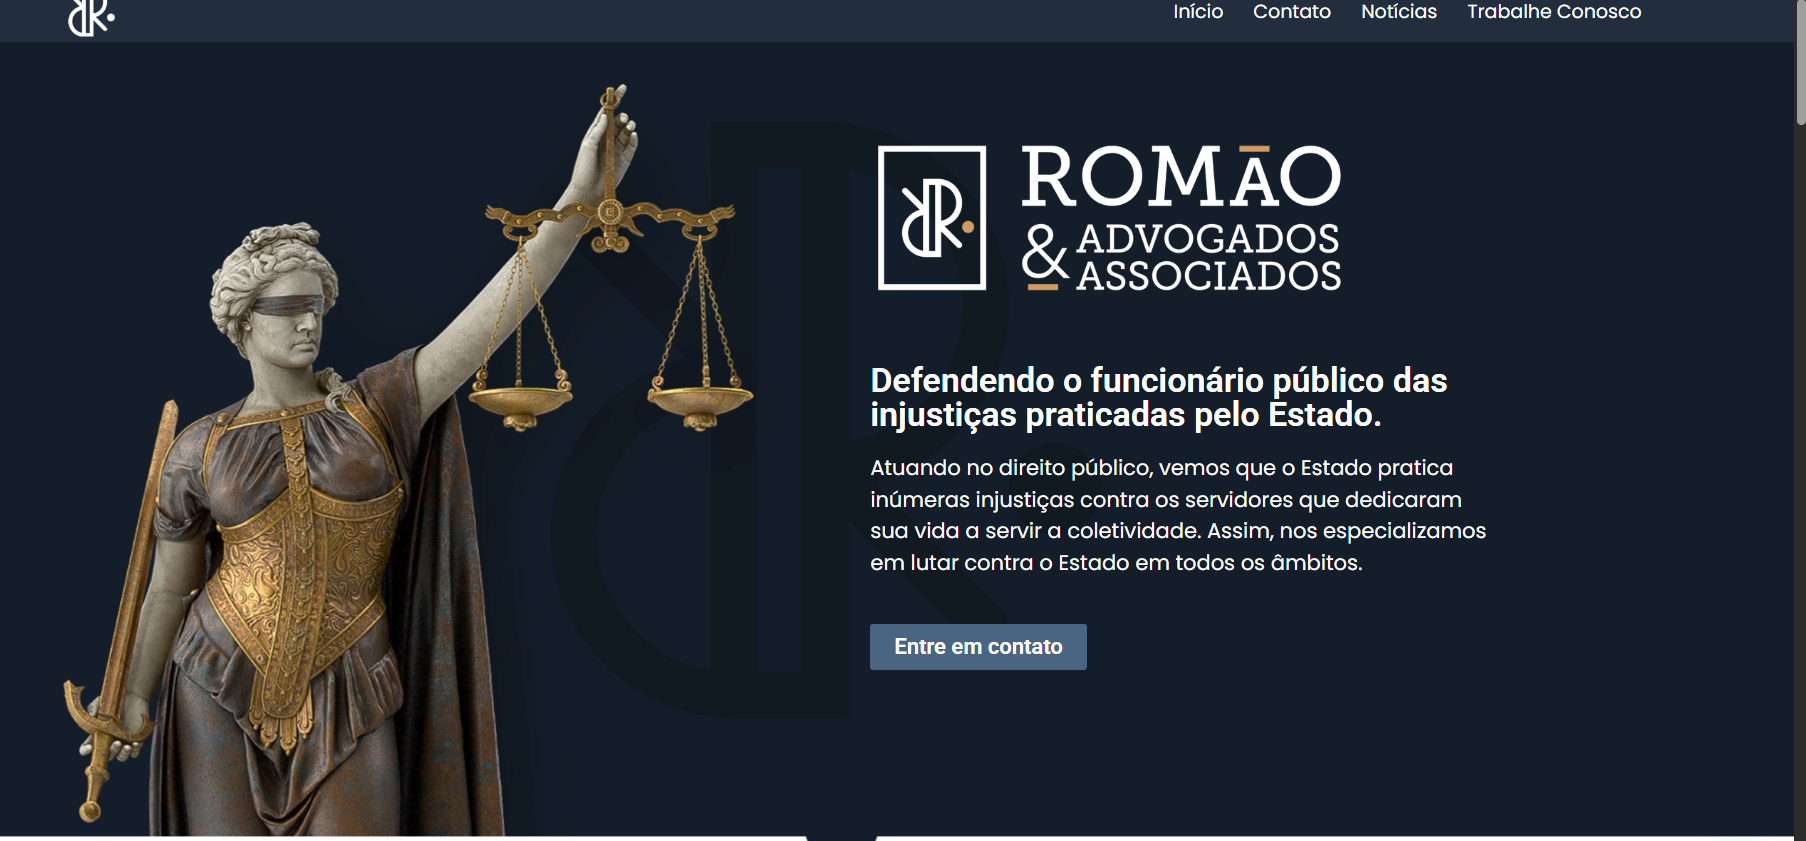 Início Contato Notícias Trabalhe Conosco
R.
ROMÃO
& ADVOGADOS
ASSOCIADOS
Defendendo o funcionário público das
injustiças praticadas pelo Estado.
Atuando no direito público, vemos que o Estado pratica
inúmeras injustiças contra os servidores que dedicaram
sua vida a servir a coletividade. Assim, nos especializamos
em lutar contra o Estado em todos os âmbitos.
Entre em contato